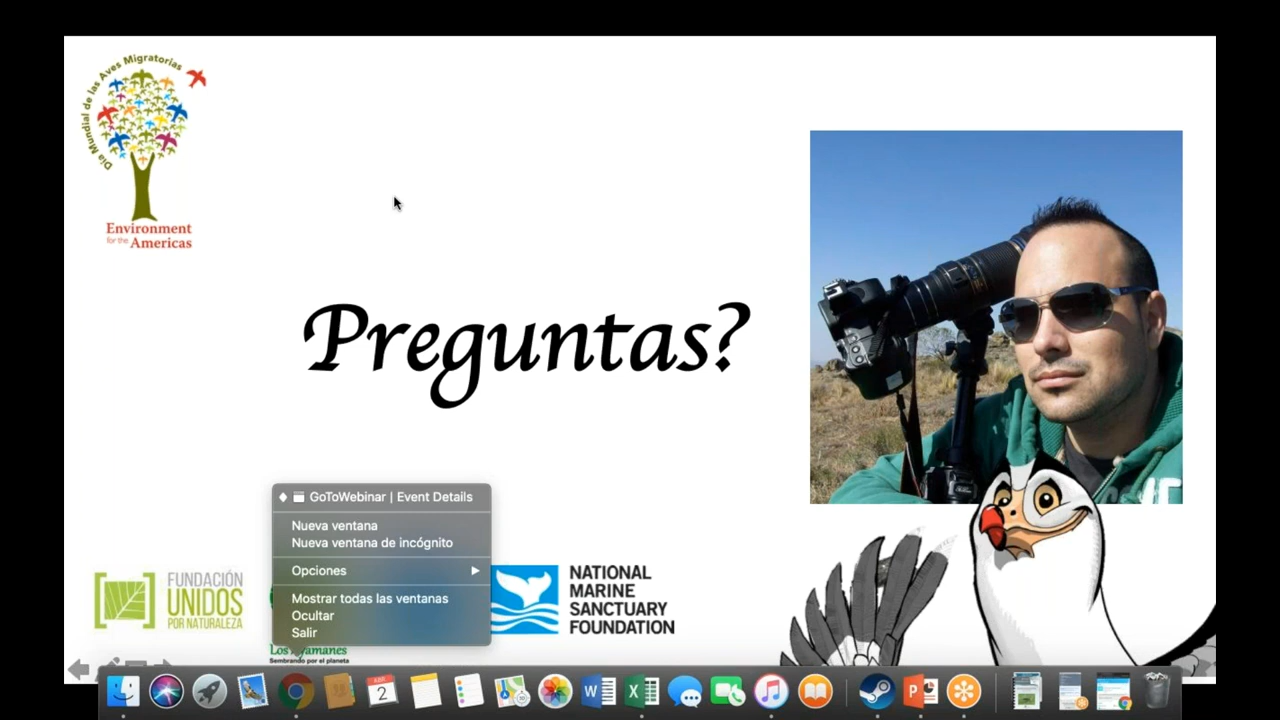 Día Mundial de las Aves Migratorias
Environment
for the Americas
Preguntas?
GoToWebinar | Event Details
Nueva ventana
Nueva ventana de incógnito
Opciones
Mostrar todas las ventanas
Ocultar
Salir
FUNDACIÓN
UNIDOS
POR NATURALEZA
Sembrando por el planeta
NATIONAL
MARINE
SANCTUARY
FOUNDATION
2